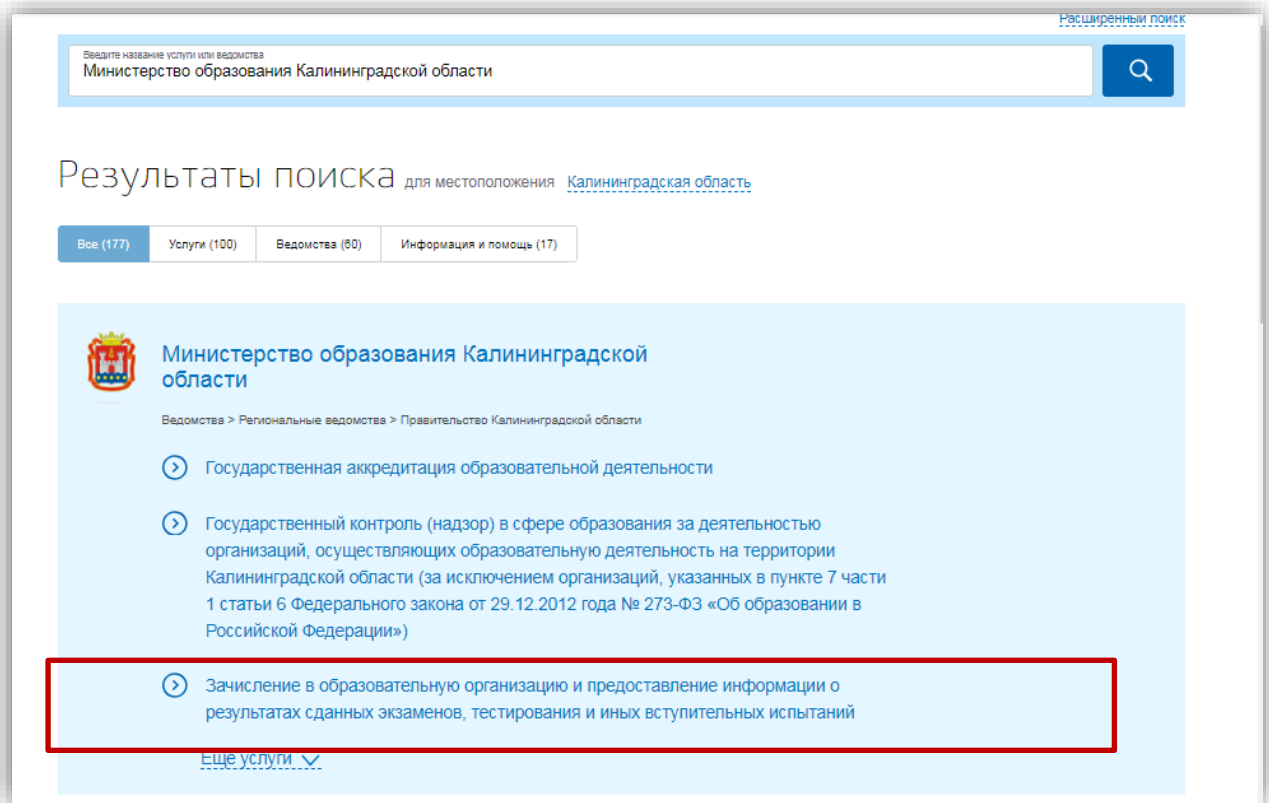 Расширенный поиск
Введите название услуги или ведомства
Министерство образования Калининградской области
Результаты поиска для местоположения Калининградская область
Все (177) Услуги (100) Ведомства (60) Информация и помощь (17)
Министерство образования Калининградской
области
Ведомства > Региональные ведомства > Правительство Калининградской области
Государственная аккредитация образовательной деятельности
Государственный контроль (надзор) в сфере образования за деятельностью
организаций, осуществляющих образовательную деятельность на территории
Калининградской области (за исключением организаций, указанных в пункте 7 части
1 статьи 6 Федерального закона от 29.12.2012 года № 273-ФЗ «Об образовании в
Российской Федерации»)
Зачисление в образовательную организацию и предоставление информации о
результатах сданных экзаменов, тестирования и иных вступительных испытаний
Еще услуги